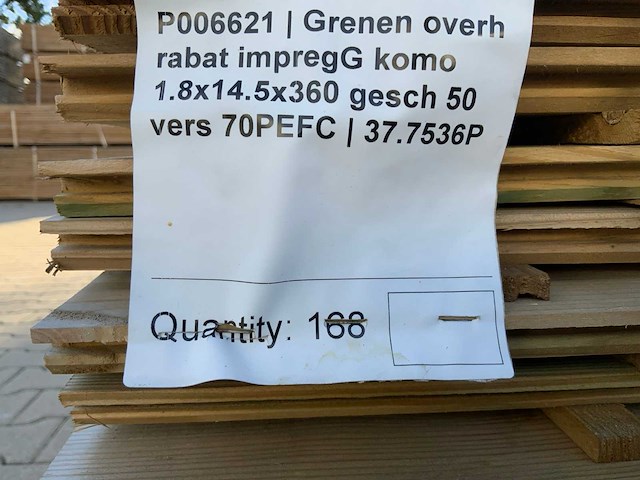 P006621 | Grenen overh
rabat impregG komo
1.8x14.5x360 gesch 50
vers 70PEFC | 37.7536P
Quantity: 168